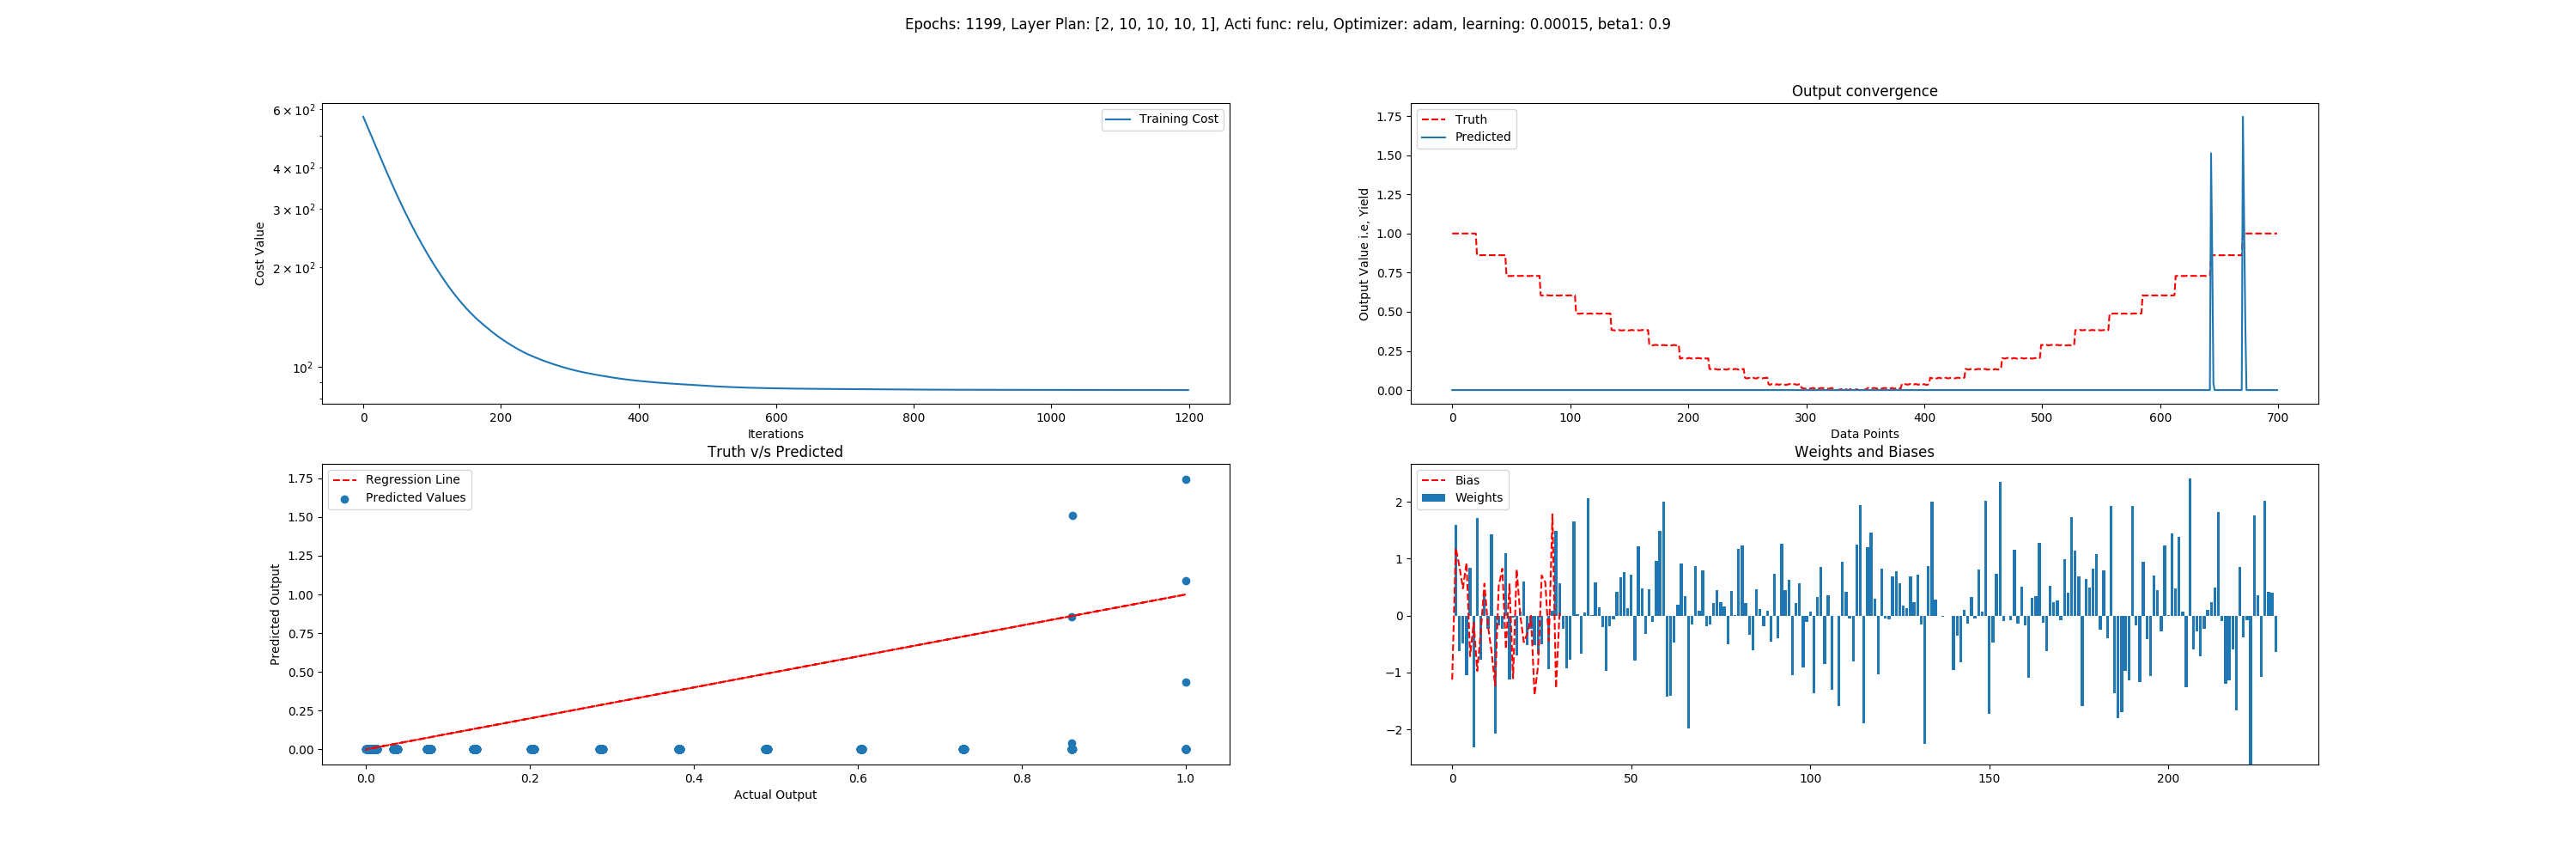 Epochs: 1199, Layer Plan: [2, 10, 10, 10, 1], Acti func: relu, Optimizer: adam, learning: 0.00015, beta1: 0.9
Training Cost
6 × 10²
4 × 10²
3 × 10²
2 × 10²
10²
Cost Value
0 200 400 600 800 1000 1200
Iterations
Output convergence
Truth
Predicted
1.75
1.50
1.25
1.00
0.75
0.50
0.25
0.00
Output Value i.e, Yield
0 100 200 300 400 500 600 700
Data Points
Truth v/s Predicted
Regression Line
Predicted Values
1.75
1.50
1.25
1.00
0.75
0.50
0.25
0.00
Predicted Output
0.0 0.2 0.4 0.6 0.8 1.0
Actual Output
Weights and Biases
Bias
Weights
2
1
0
−1
−2
0 50 100 150 200